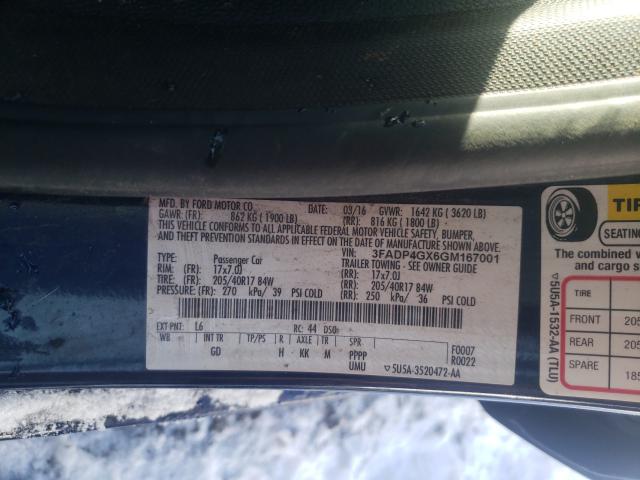 MFD. BY FORD MOTOR CO.
DATE: 03/16 GVWR: 1642 KG ( 3620 LB)
GAWR: (FR): 862 KG ( 1900 LB) (RR): 816 KG ( 1800 LB)
THIS VEHICLE CONFORMS TO ALL APPLICABLE FEDERAL MOTOR VEHICLE SAFETY, BUMPER,
AND THEFT PREVENTION STANDARDS IN EFFECT ON THE DATE OF MANUFACTURE SHOWN ABOVE.
VIN: 3FADP4GX6GM167001
TYPE: Passenger Car TRAILER TOWING - SEE OWNER GUIDE
RIM: (FR) 17x7.0J (RR): 17x7.0J
TIRE: (FR) 205/40R17 84W (RR): 205/40R17 84W
PRESSURE: (FR) 270 kPa/ 39 PSI COLD (RR): 250 kPa/ 36 PSI COLD
EXT PNT: L6 RC: 44 DSO:
WB INT TR TP/PS R AXLE TR SPR
GD H KK M PPPP
UMU
F0007
R0022
▽5U5A-3520472-AA
TIR
SEATING
The combined
and cargo s
TIRE
FRONT 205
REAR 205
SPARE 185
▽5U5A-1532-AA (TLU)